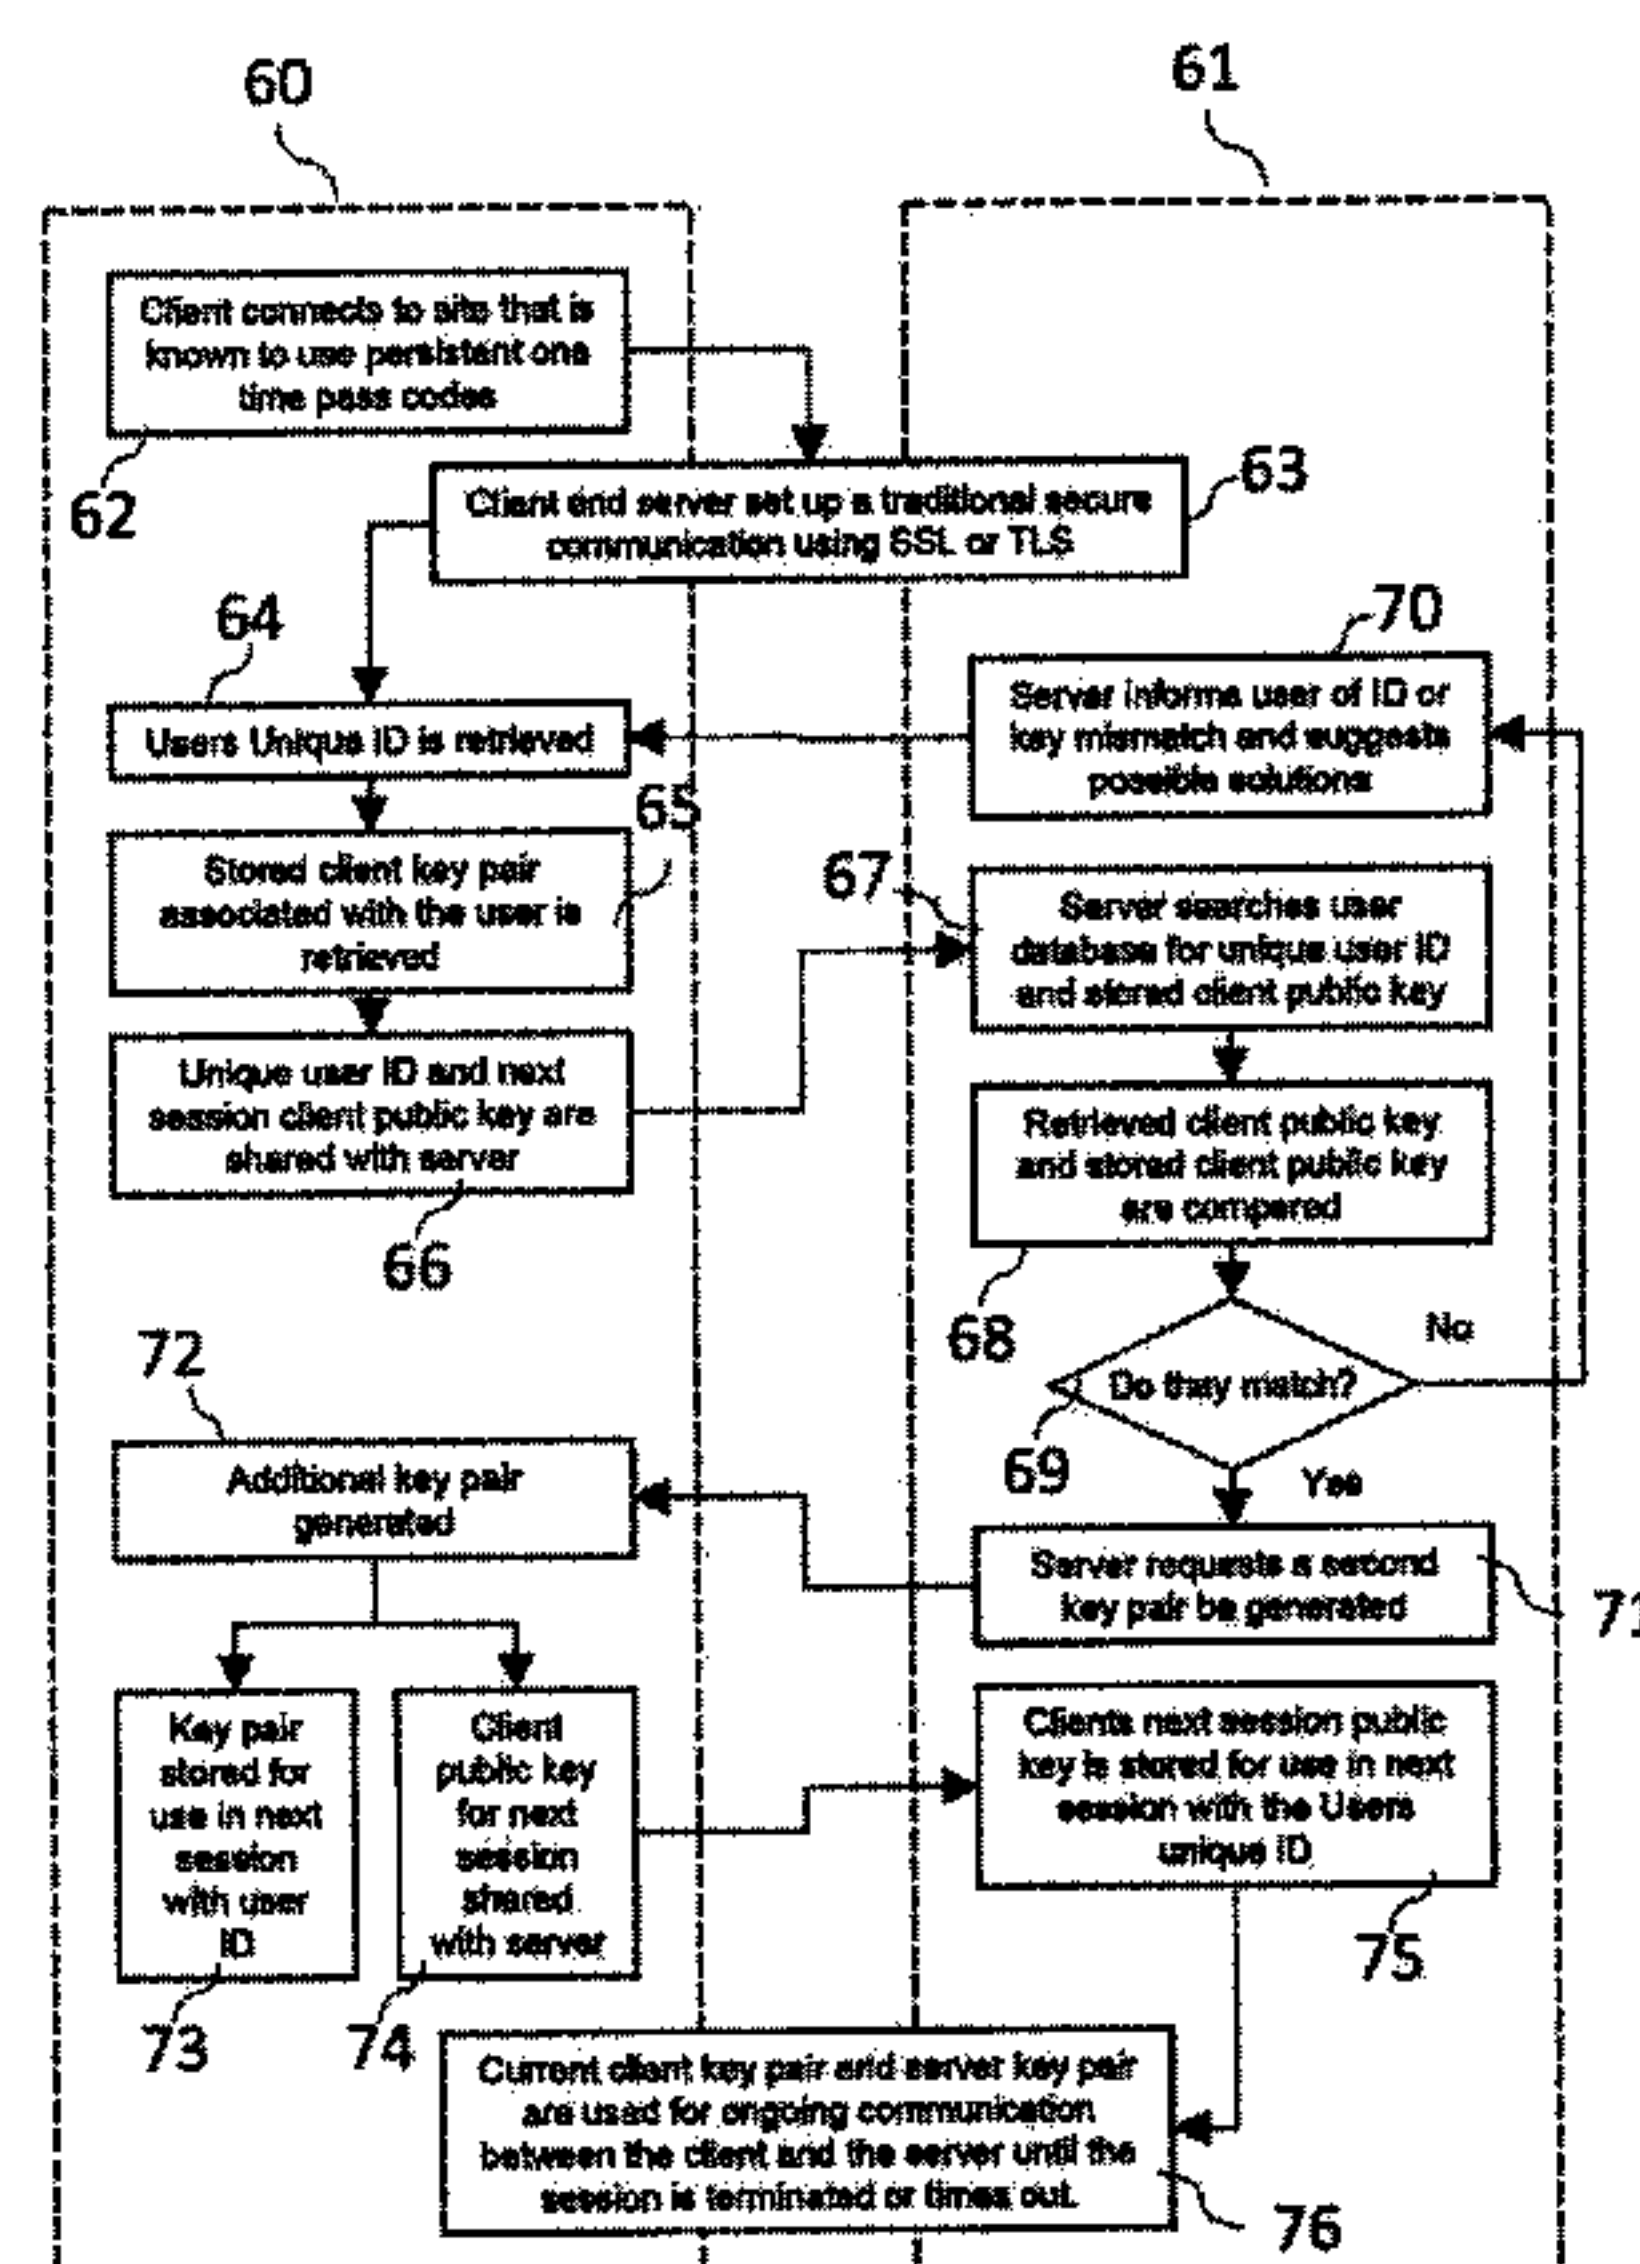 60
61
Client connects to site that is
known to use persistent one
time pass codes
62
Client and server set up a traditional secure
communication using SSL or TLS
63
64
Users Unique ID is retrieved
70
Server informs user of ID or
key mismatch and suggests
possible solutions
65
Stored client key pair
associated with the user is
retrieved
67
Server searches user
database for unique user ID
and stored client public key
Unique user ID and next
session client public key are
shared with server
66
Retrieved client public key
and stored client public key
are compared
68
Do they match?
69
No
Yes
72
Additional key pair
generated
Server requests a second
key pair be generated
71
Key pair
stored for
use in next
session
with user
ID
73
Client
public key
for next
session
shared
with server
74
Clients next session public
key is stored for use in next
session with the Users
unique ID
75
Current client key pair and server key pair
are used for ongoing communication
between the client and the server until the
session is terminated or times out.
76